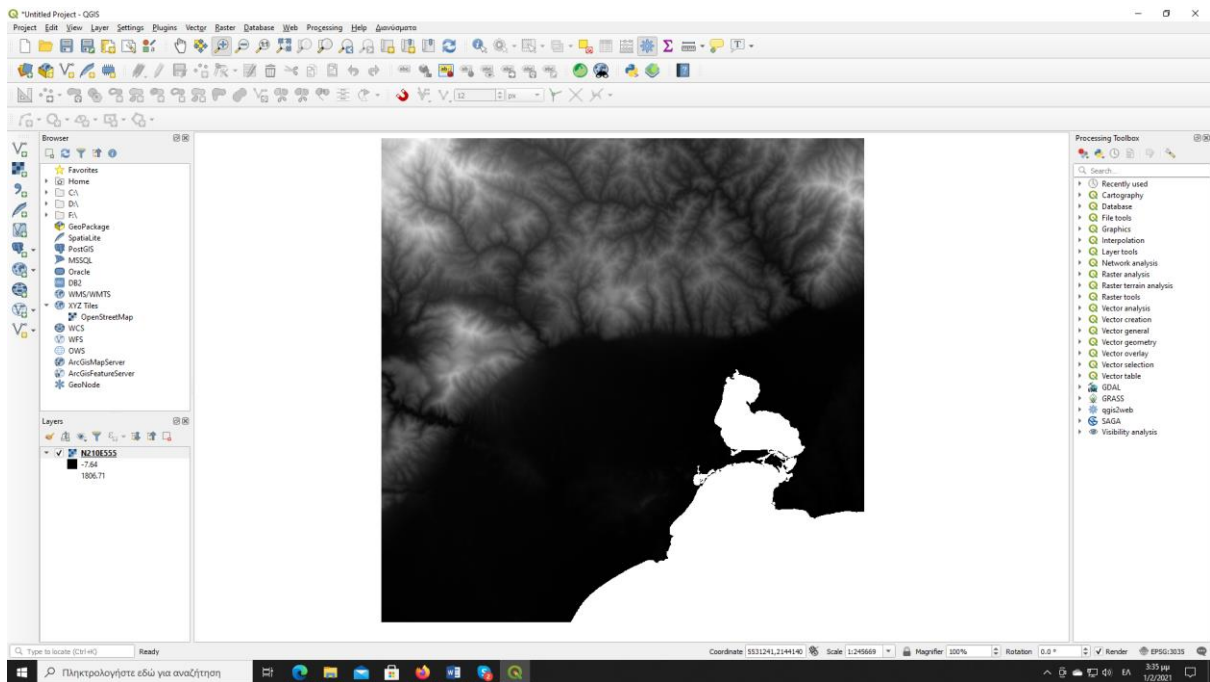 *Untitled Project - QGIS
Project Edit View Layer Settings Plugins Vector Raster Database Web Processing Help Διανύσματα
12 px
Browser
Favorites
Home
C:\
D:\
F:\
GeoPackage
SpatiaLite
PostGIS
MSSQL
Oracle
DB2
WMS/WMTS
XYZ Tiles
OpenStreetMap
WCS
WFS
OWS
ArcGisMapServer
ArcGisFeatureServer
GeoNode
Layers
N210E555
-7.64
1806.71
Processing Toolbox
Search...
Recently used
Cartography
Database
File tools
Graphics
Interpolation
Layer tools
Network analysis
Raster analysis
Raster terrain analysis
Raster tools
Vector analysis
Vector creation
Vector general
Vector geometry
Vector overlay
Vector selection
Vector table
GDAL
GRASS
qgis2web
SAGA
Visibility analysis
Type to locate (Ctrl+K) Ready Coordinate 5531241,2144140 Scale 1:245669 Magnifier 100% Rotation 0.0 ° Render EPSG:3035
Πληκτρολογήστε εδώ για αναζήτηση
ΕΛ 3:35 μμ
1/2/2021